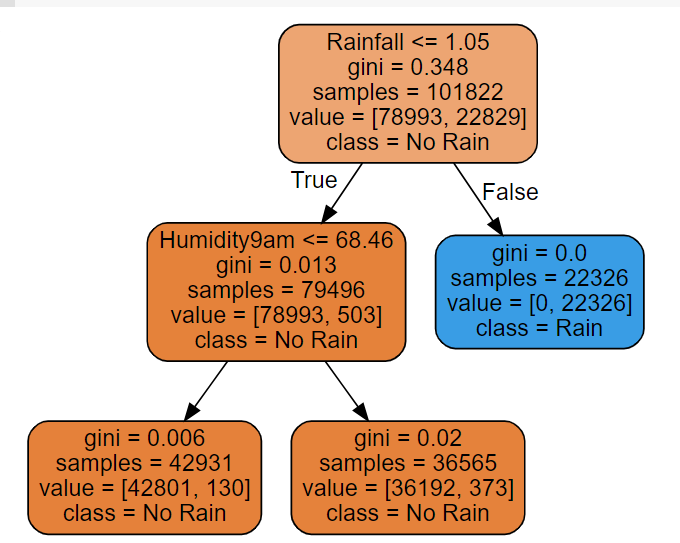 Rainfall <= 1.05
gini = 0.348
samples = 101822
value = [78993, 22829]
class = No Rain
True
False
Humidity9am <= 68.46
gini = 0.013
samples = 79496
value = [78993, 503]
class = No Rain
gini = 0.0
samples = 22326
value = [0, 22326]
class = Rain
gini = 0.006
samples = 42931
value = [42801, 130]
class = No Rain
gini = 0.02
samples = 36565
value = [36192, 373]
class = No Rain